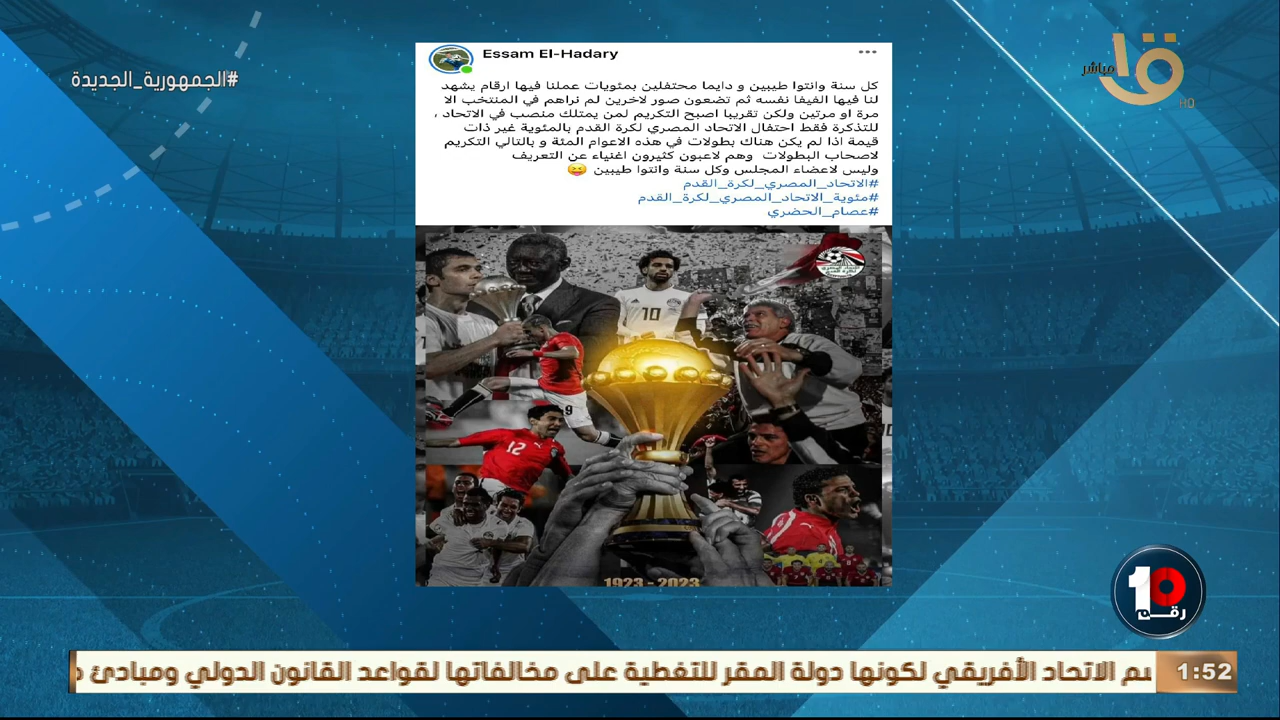 #الجمهورية_الجديدة
مباشر
HD
Essam El-Hadary
كل سنة وانتوا طيبين و دايما محتفلين بمئويات عملنا فيها ارقام يشهد
لنا فيها الفيفا نفسه ثم تضعون صور لاخرين لم نراهم في المنتخب الا
مرة او مرتين ولكن تقريبا اصبح التكريم لمن يمتلك منصب في الاتحاد ،
للتذكرة فقط احتفال الاتحاد المصري لكرة القدم بالمئوية غير ذات
قيمة اذا لم يكن هناك بطولات في هذه الاعوام المئة و بالتالي التكريم
لاصحاب البطولات وهم لاعبون كثيرون اغنياء عن التعريف
وليس لاعضاء المجلس وكل سنة وانتوا طيبين 😝
#الاتحاد_المصري_لكرة_القدم
#مئوية_الاتحاد_المصري_لكرة_القدم
#عصام_الحضري
10
9
12
1923 - 2023
رقم 10
سم الاتحاد الأفريقي لكونها دولة المقر للتغطية على مخالفاتها لقواعد القانون الدولي ومبادئ
1:52